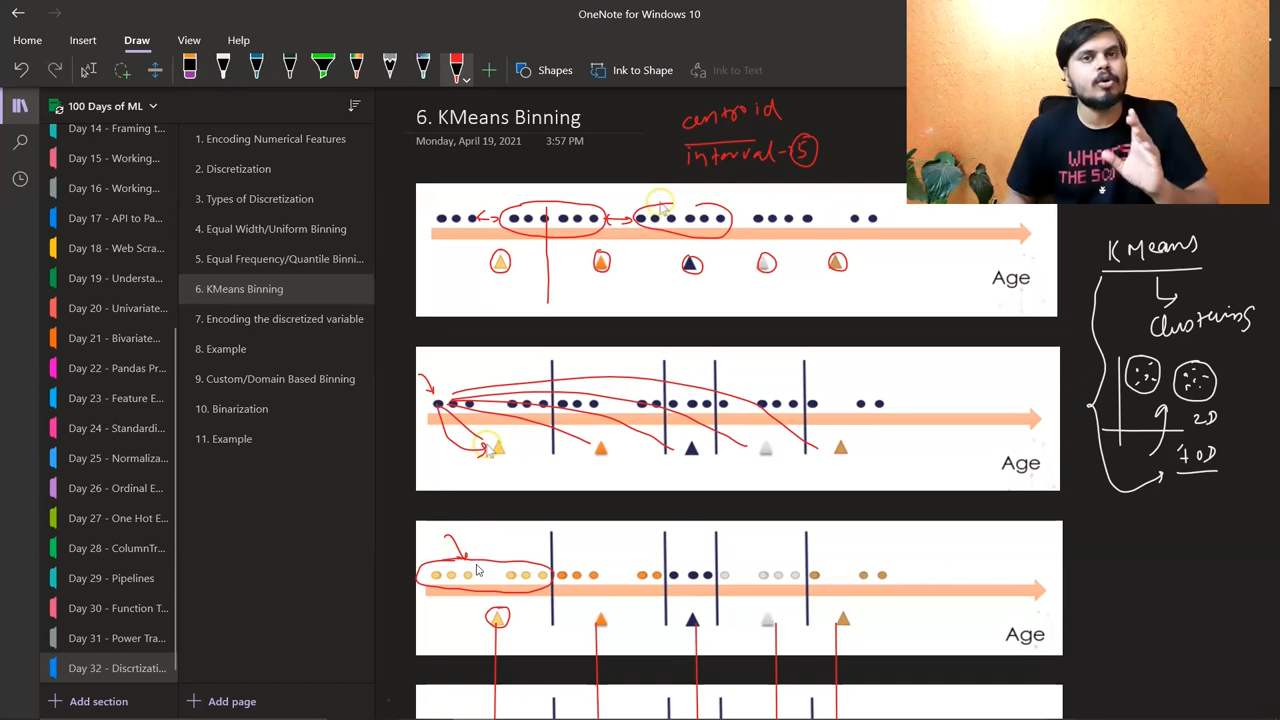 OneNote for Windows 10
Home Insert Draw View Help
Shapes Ink to Shape Ink to Text
100 Days of ML
Day 14 - Framing t...
Day 15 - Working...
Day 16 - Working...
Day 17 - API to Pa...
Day 18 - Web Scra...
Day 19 - Understa...
Day 20 - Univariat...
Day 21 - Bivariate...
Day 22 - Pandas Pr...
Day 23 - Feature E...
Day 24 - Standardi...
Day 25 - Normaliza...
Day 26 - Ordinal E...
Day 27 - One Hot E...
Day 28 - ColumnTr...
Day 29 - Pipelines
Day 30 - Function T...
Day 31 - Power Tra...
Day 32 - Discrtizati...
Add section
1. Encoding Numerical Features
2. Discretization
3. Types of Discretization
4. Equal Width/Uniform Binning
5. Equal Frequency/Quantile Binni...
6. KMeans Binning
7. Encoding the discretized variable
8. Example
9. Custom/Domain Based Binning
10. Binarization
11. Example
Add page
6. KMeans Binning
Monday, April 19, 2021 3:57 PM
centroid
interval - 5
Age
Age
Age
KMeans
Clustering
2D
10D
WHAT'S
THE SC